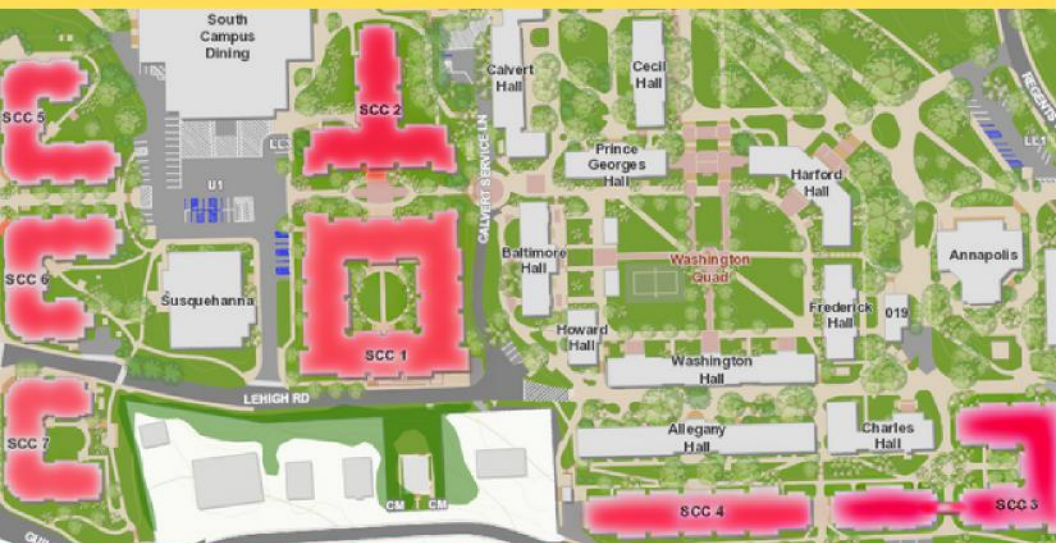 South
Campus
Dining
SCC 5
SCC 2
Calvert
Hall
Cecil
Hall
REGENTS
LL1
U1
Prince
Georges
Hall
Harford
Hall
CALVERT SERVICE LN
SCC 6
Susquehanna
Baltimore
Hall
Washington
Quad
Annapolis
SCC 1
Howard
Hall
Frederick
Hall
019
Washington
Hall
LEHIGH RD
SCC 7
Allegany
Hall
Charles
Hall
CM
CM
SCC 4
SCC 3